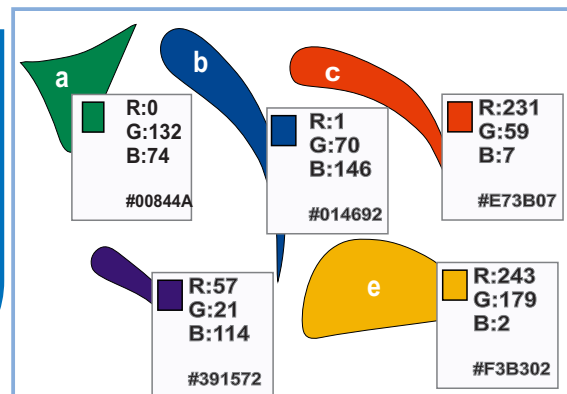 a
R:0
G:132
B:74
#00844A
b
R:1
G:70
B:146
#014692
c
R:231
G:59
B:7
#E73B07
R:57
G:21
B:114
#391572
e
R:243
G:179
B:2
#F3B302